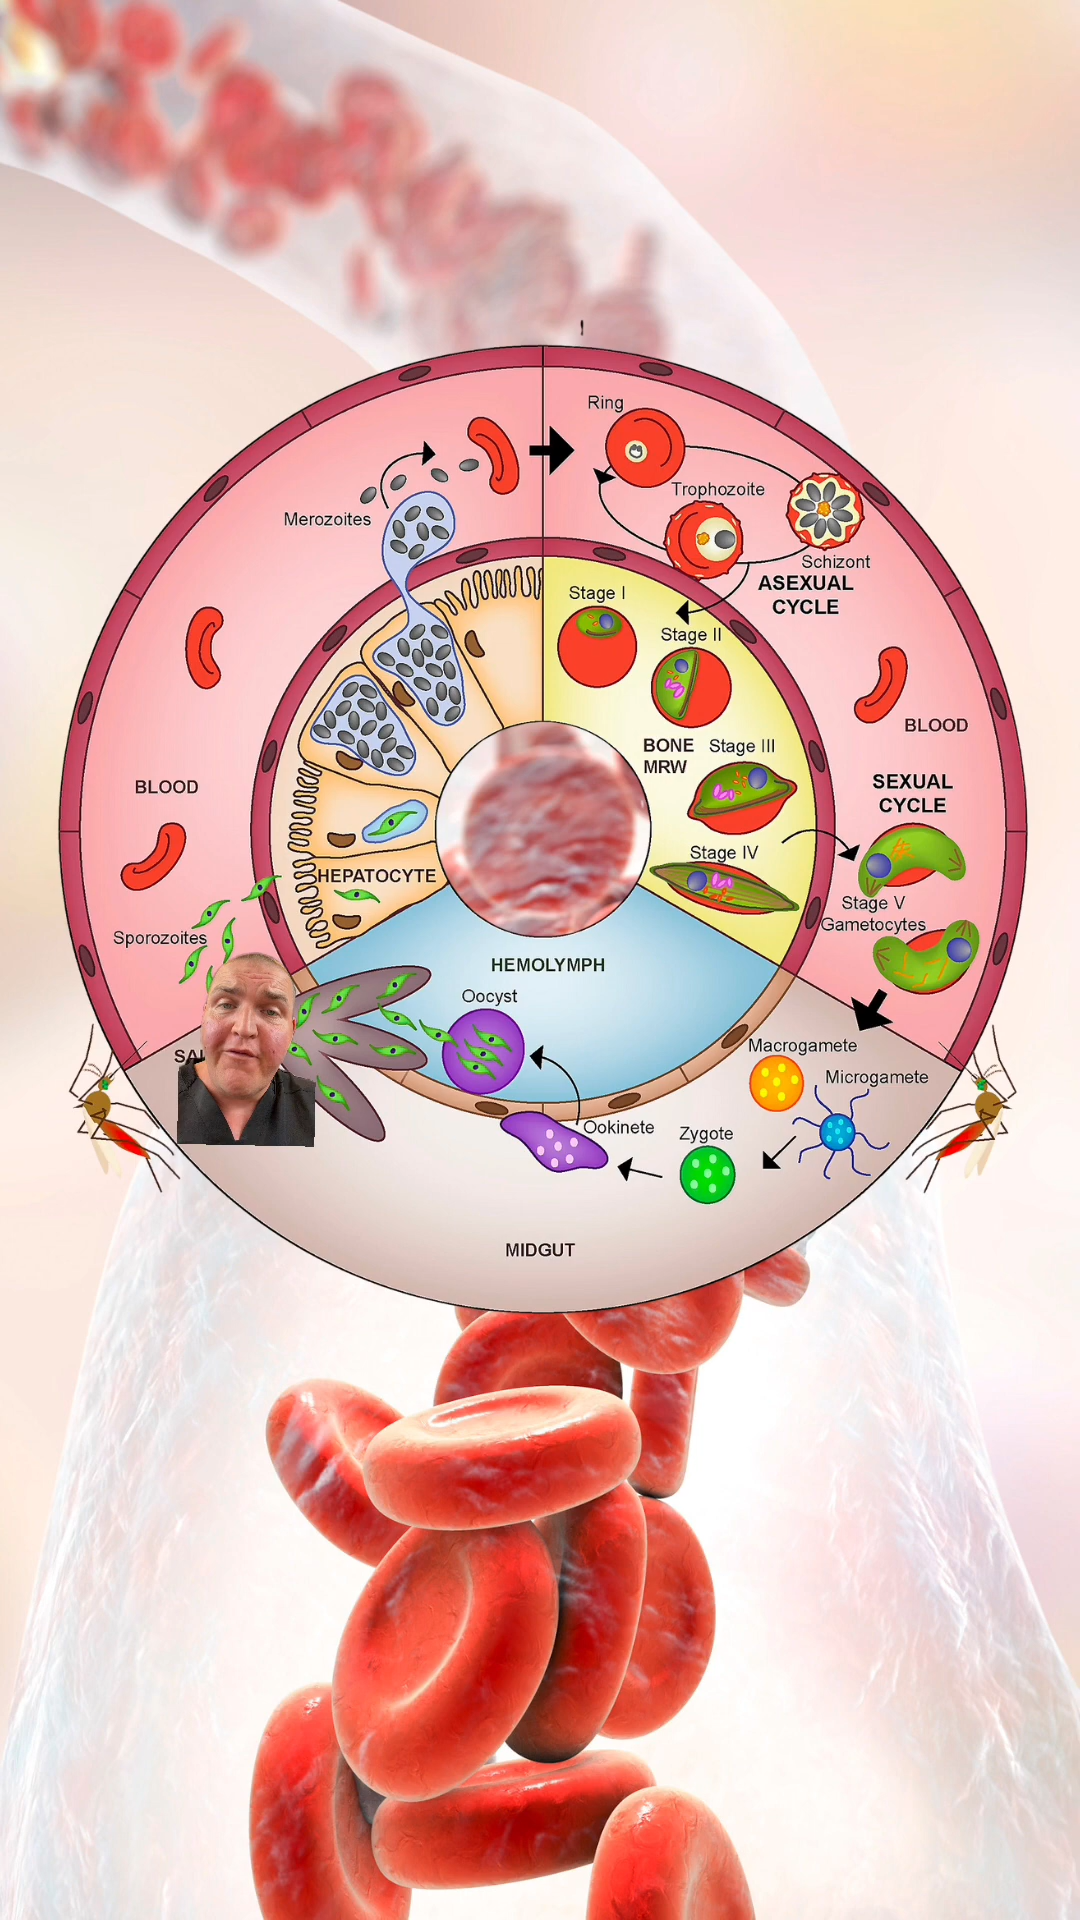 Ring
Trophozoite
Merozoites
Schizont
ASEXUAL
CYCLE
Stage I
Stage II
BLOOD
BONE
MRW
Stage III
BLOOD
SEXUAL
CYCLE
Stage IV
HEPATOCYTE
Stage V
Gametocytes
Sporozoites
HEMOLYMPH
Oocyst
Macrogamete
Microgamete
Ookinete
Zygote
MIDGUT